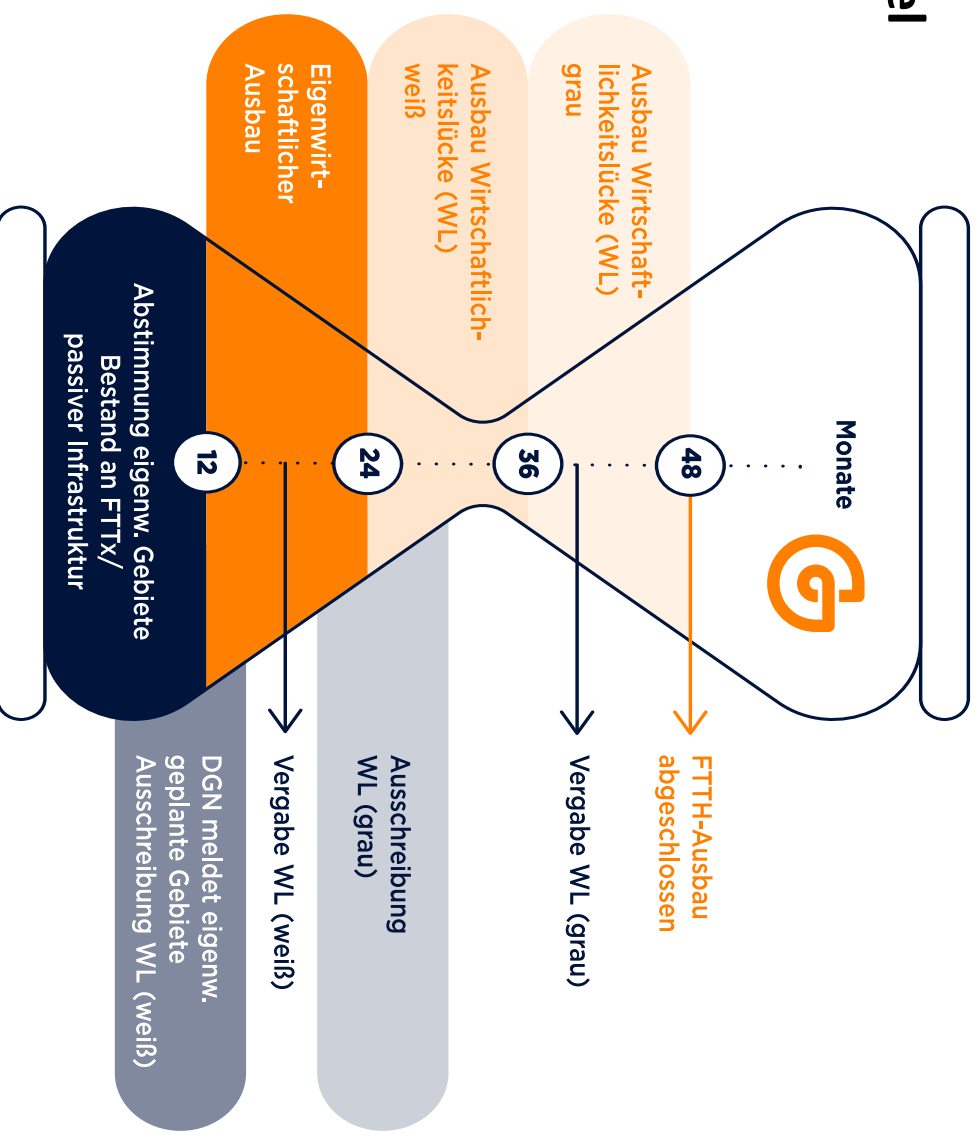 el
Monate
48
FTTH-Ausbau
abgeschlossen
Ausbau Wirtschaft-
lichkeitslücke (WL)
grau
Vergabe WL (grau)
36
Ausbau Wirtschaftlich-
keitslücke (WL)
weiß
Ausschreibung
WL (grau)
24
Eigenwirt-
schaftlicher
Ausbau
Vergabe WL (weiß)
12
DGN meldet eigenw.
geplante Gebiete
Ausschreibung WL (weiß)
Abstimmung eigenw. Gebiete
Bestand an FTTx/
passiver Infrastruktur